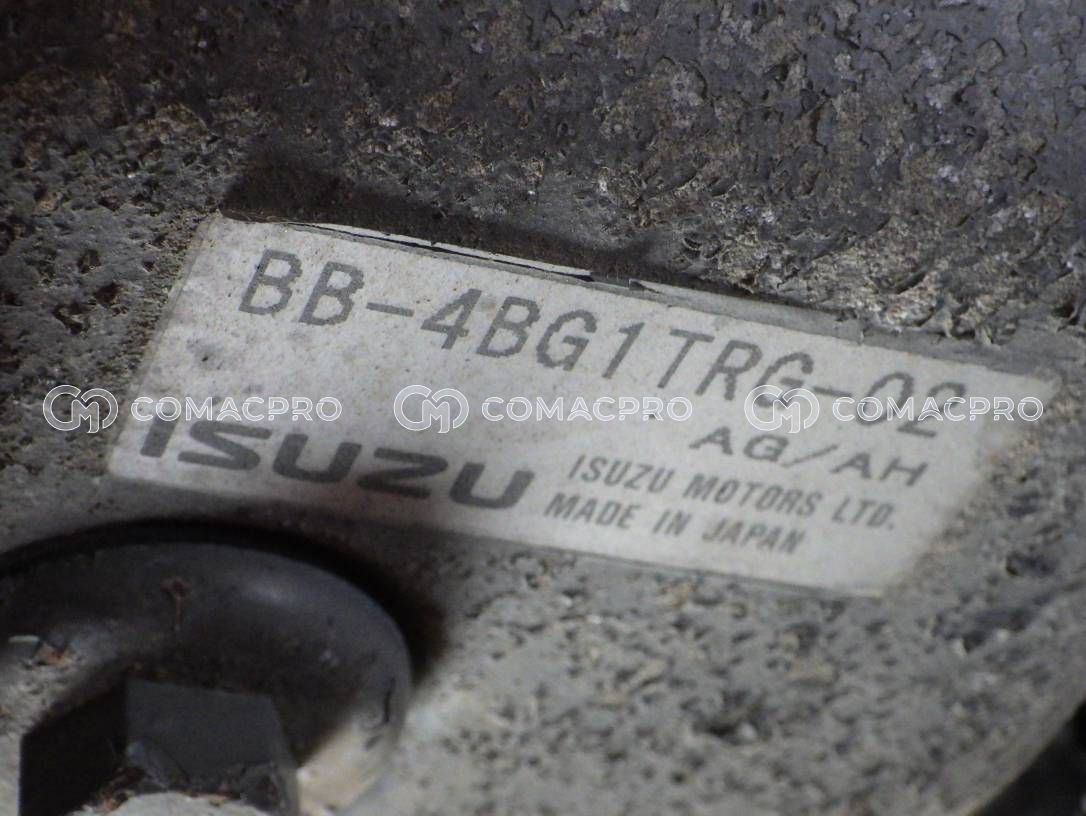 BB-4BG1TRG-02
AG/AH
ISUZU
ISUZU MOTORS LTD.
MADE IN JAPAN
COMACPRO COMACPRO COMACPRO